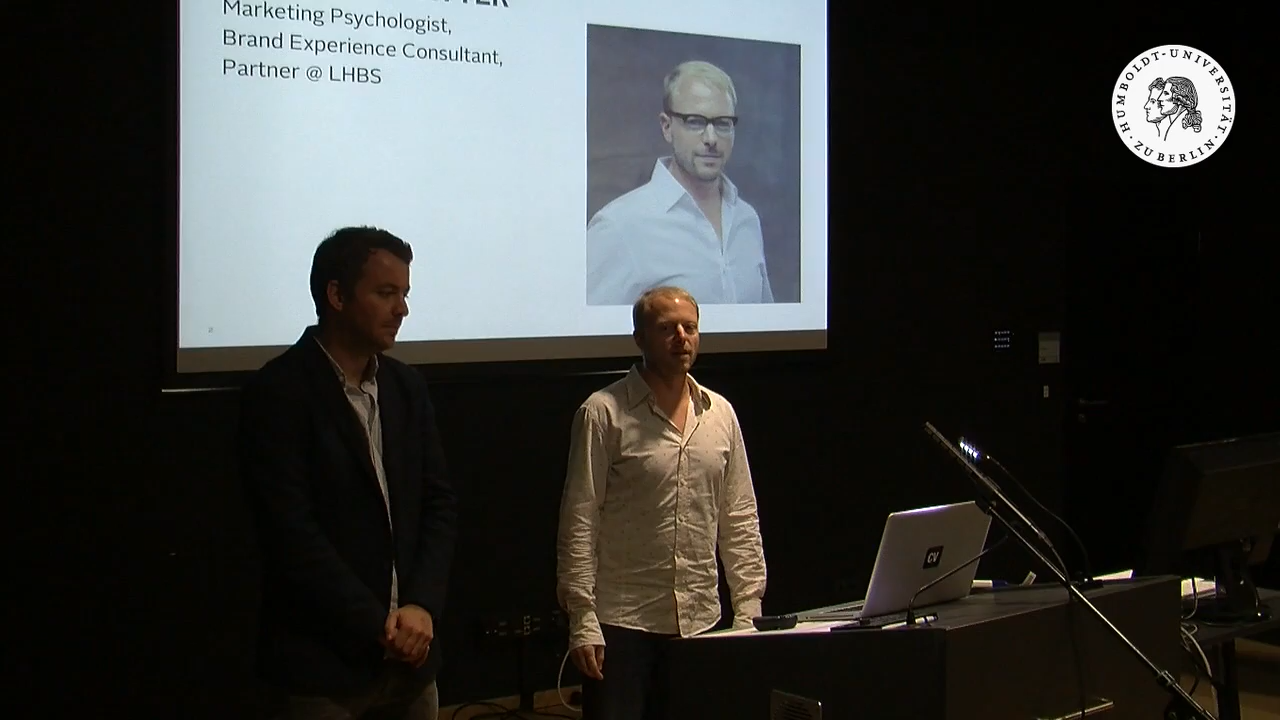 Marketing Psychologist,
Brand Experience Consultant,
Partner @ LHBS
HUMBOLDT-UNIVERSITÄT
ZU BERLIN
CV